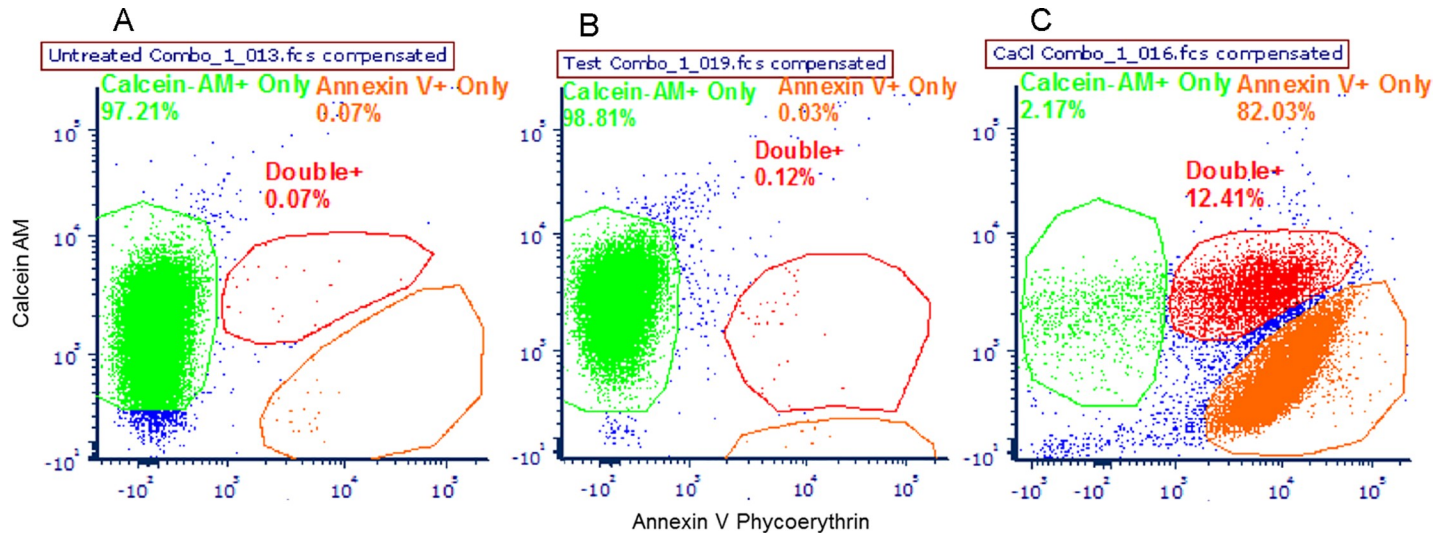 A
B
C
Untreated Combo_1_013.fcs compensated
Test Combo_1_019.fcs compensated
CaCl Combo_1_016.fcs compensated
Calcein-AM+ Only
97.21%
Annexin V+ Only
0.07%
Double+
0.07%
10⁵
10⁴
10³
-10²
-10²
10³
10⁴
10⁵
Calcein-AM+ Only
98.81%
Annexin V+ Only
0.03%
Double+
0.12%
10⁵
10⁴
10³
-10²
-10²
10³
10⁴
10⁵
Calcein-AM+ Only
2.17%
Annexin V+ Only
82.03%
Double+
12.41%
10⁵
10⁴
10³
-10²
-10³
-10²
10³
10⁴
10⁵
Calcein AM
Annexin V Phycoerythrin